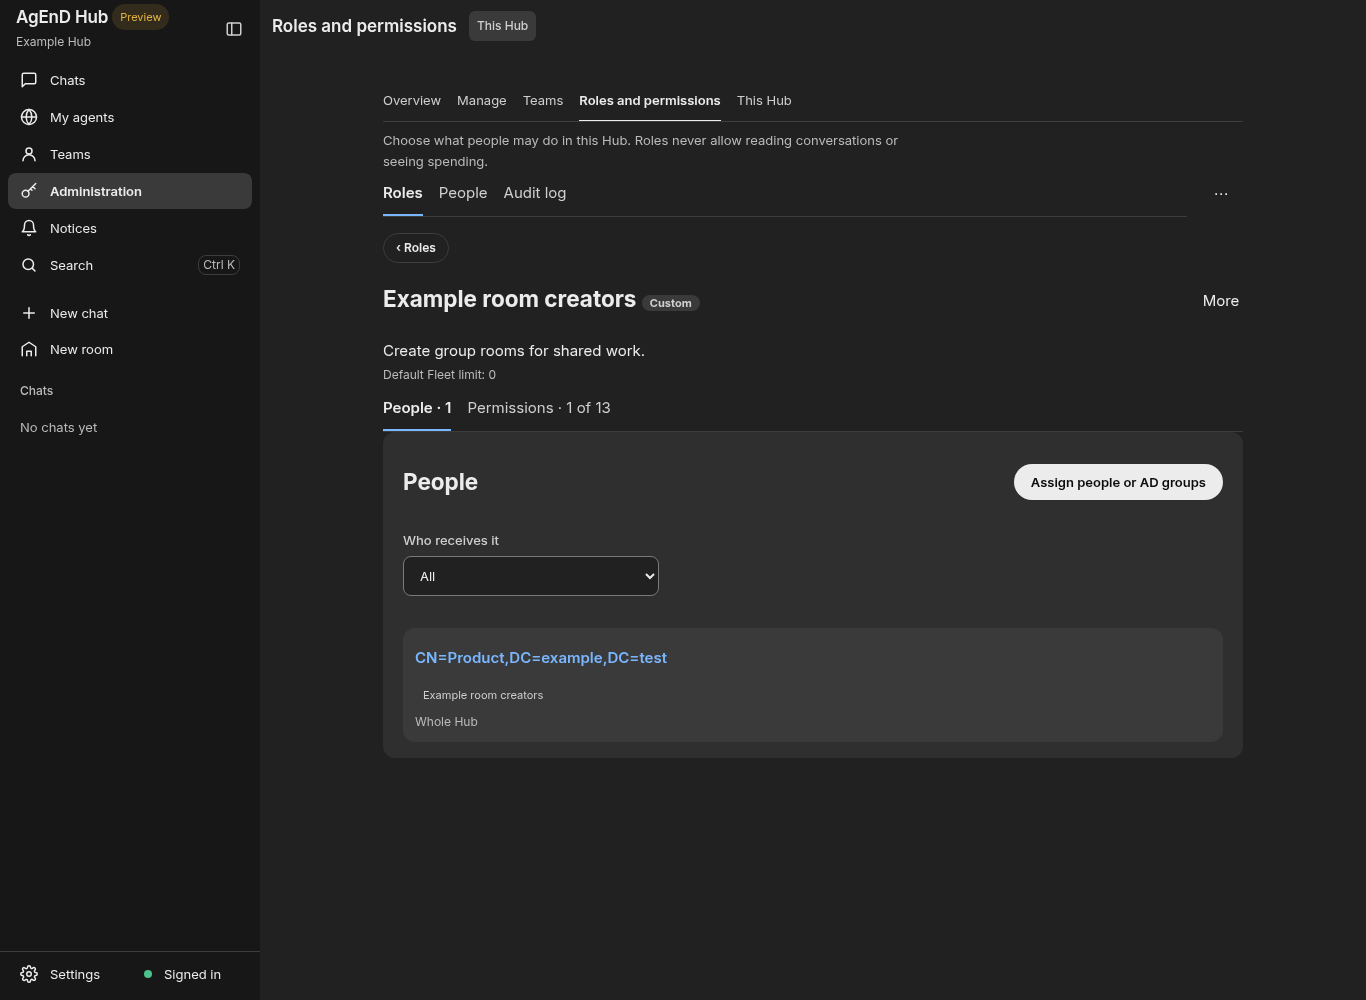 AgEnD Hub Preview
Example Hub
Chats
My agents
Teams
Administration
Notices
Search Ctrl K
New chat
New room
Chats
No chats yet
Settings
Signed in
Roles and permissions This Hub
Overview Manage Teams Roles and permissions This Hub
Choose what people may do in this Hub. Roles never allow reading conversations or
seeing spending.
Roles People Audit log ...
‹ Roles
Example room creators Custom More
Create group rooms for shared work.
Default Fleet limit: 0
People · 1 Permissions · 1 of 13
People Assign people or AD groups
Who receives it
All
CN=Product,DC=example,DC=test
Example room creators
Whole Hub